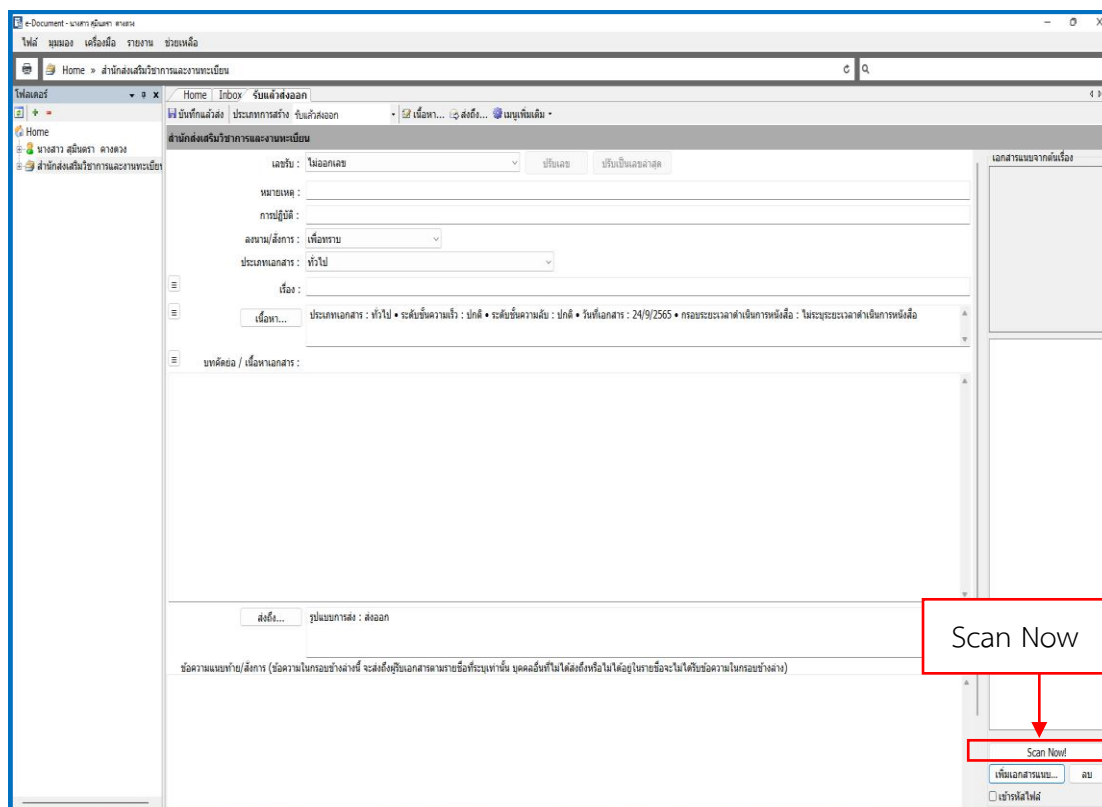 e-Document - นางสาว สุมินตรา คางดวง
ไฟล์ มุมมอง เครื่องมือ รายงาน ช่วยเหลือ
Home » สำนักส่งเสริมวิชาการและงานทะเบียน
โฟลเดอร์
Home Inbox รับแล้วส่งออก
บันทึกแล้วส่ง ประเภทการสร้าง รับแล้วส่งออก เนื้อหา... ส่งถึง... เมนูเพิ่มเติม
Home
นางสาว สุมินตรา คางดวง
สำนักส่งเสริมวิชาการและงานทะเบีย
สำนักส่งเสริมวิชาการและงานทะเบียน
เลขรับ : ไม่ออกเลข ปรับเลข ปรับเป็นเลขล่าสุด
เอกสารแนบจากต้นเรื่อง
หมายเหตุ :
การปฏิบัติ :
ลงนาม/สั่งการ : เพื่อทราบ
ประเภทเอกสาร : ทั่วไป
เรื่อง :
เนื้อหา... ประเภทเอกสาร : ทั่วไป • ระดับชั้นความเร็ว : ปกติ • ระดับชั้นความลับ : ปกติ • วันที่เอกสาร : 24/9/2565 • กรอบระยะเวลาดำเนินการหนังสือ : ไม่ระบุระยะเวลาดำเนินการหนังสือ
บทคัดย่อ / เนื้อหาเอกสาร :
ส่งถึง... รูปแบบการส่ง : ส่งออก
Scan Now
ข้อความแนบท้าย/สั่งการ (ข้อความในกรอบข้างล่างนี้ จะส่งถึงผู้รับเอกสารตามรายชื่อที่ระบุเท่านั้น บุคคลอื่นที่ไม่ได้ส่งถึงหรือไม่ได้อยู่ในรายชื่อจะไม่ได้รับข้อความในกรอบข้างล่าง)
Scan Now!
เพิ่มเอกสารแนบ... ลบ
เข้ารหัสไฟล์